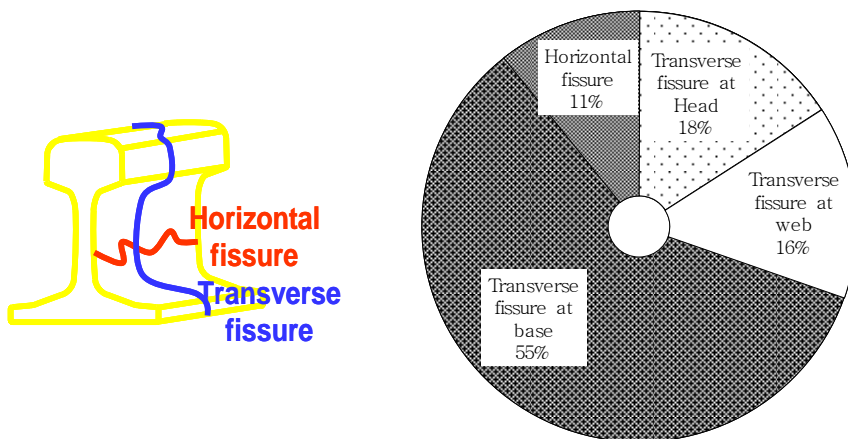 Horizontal
fissure
Transverse
fissure
Horizontal
fissure
11%
Transverse
fissure at
Head
18%
Transverse
fissure at
web
16%
Transverse
fissure at
base
55%